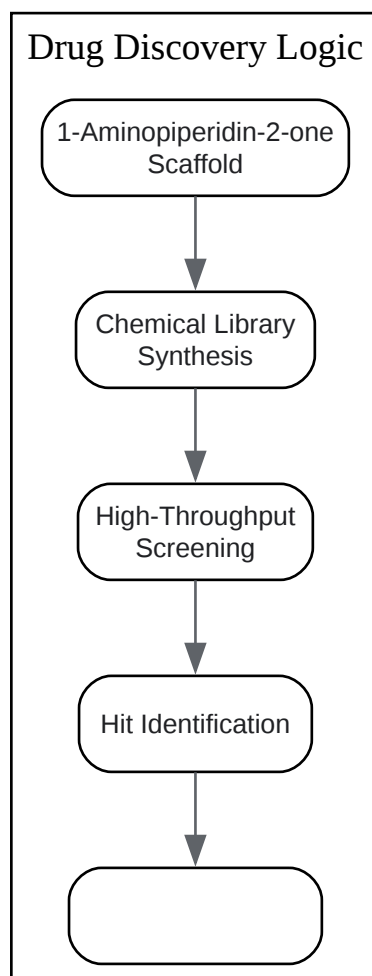 Drug Discovery Logic
1-Aminopiperidin-2-one
Scaffold
Chemical Library
Synthesis
High-Throughput
Screening
Hit Identification